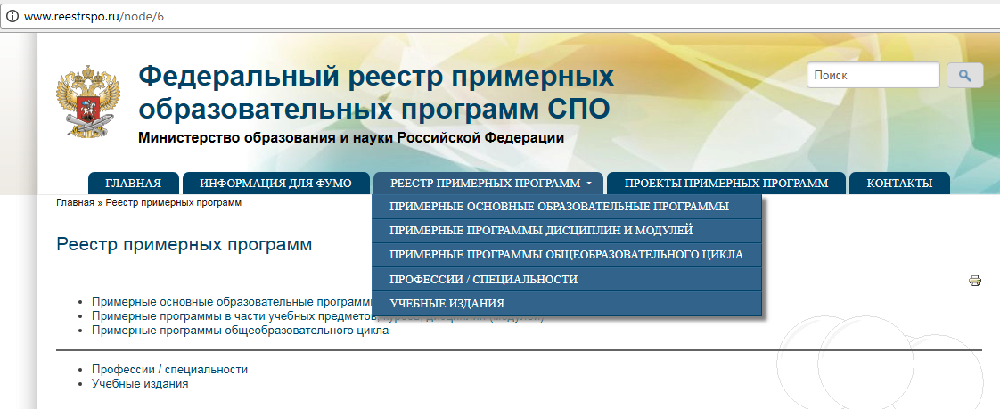 www.reestrspo.ru/node/6
Федеральный реестр примерных
образовательных программ СПО
Министерство образования и науки Российской Федерации
Поиск
ГЛАВНАЯ
ИНФОРМАЦИЯ ДЛЯ ФУМО
РЕЕСТР ПРИМЕРНЫХ ПРОГРАММ
ПРОЕКТЫ ПРИМЕРНЫХ ПРОГРАММ
КОНТАКТЫ
ПРИМЕРНЫЕ ОСНОВНЫЕ ОБРАЗОВАТЕЛЬНЫЕ ПРОГРАММЫ
ПРИМЕРНЫЕ ПРОГРАММЫ ДИСЦИПЛИН И МОДУЛЕЙ
ПРИМЕРНЫЕ ПРОГРАММЫ ОБЩЕОБРАЗОВАТЕЛЬНОГО ЦИКЛА
ПРОФЕССИИ / СПЕЦИАЛЬНОСТИ
УЧЕБНЫЕ ИЗДАНИЯ
Главная » Реестр примерных программ
Реестр примерных программ
Примерные основные образовательные
Примерные программы в части учебных предметов,
Примерные программы общеобразовательного цикла
Профессии / специальности
Учебные издания